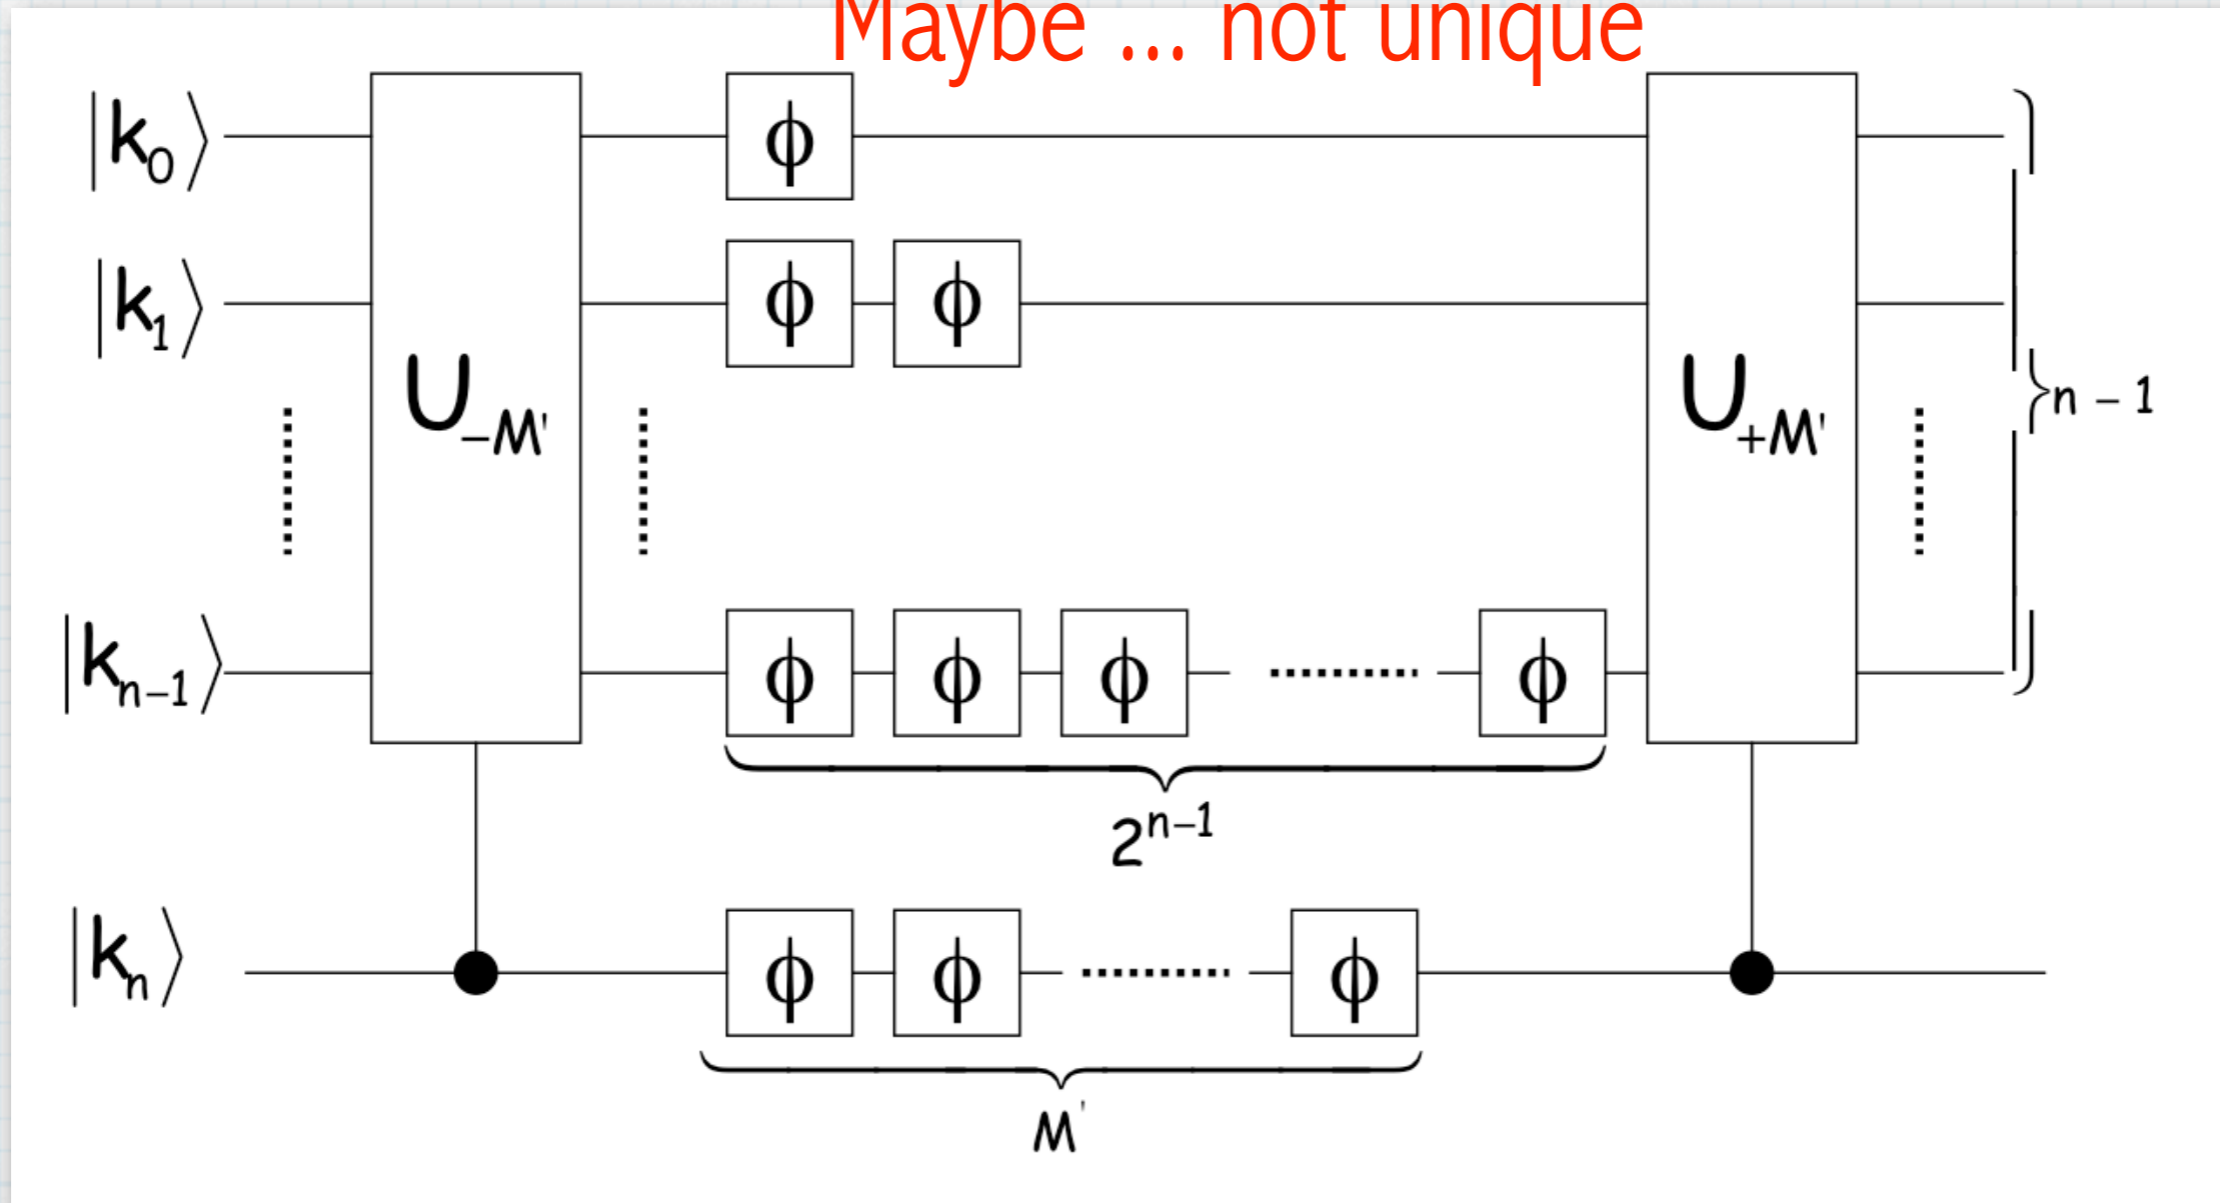 Maybe ... not unique
|k₀⟩ ϕ
|k₁⟩ ϕ ϕ
U₋M' U₊M' n – 1
|kₙ₋₁⟩ ϕ ϕ ϕ ϕ
2ⁿ⁻¹
|kₙ⟩ ϕ ϕ ϕ
M'